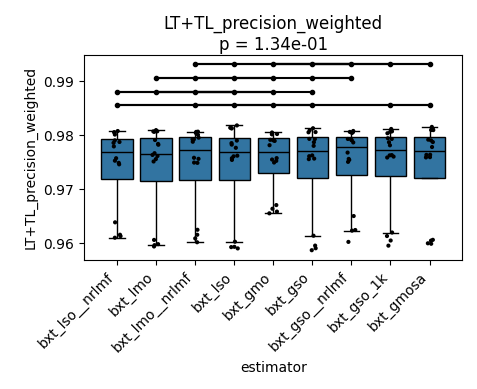 LT+TL_precision_weighted
p = 1.34e-01
LT+TL_precision_weighted
0.99
0.98
0.97
0.96
bxt_lso__nrlmf
bxt_lmo
bxt_lmo__nrlmf
bxt_lso
bxt_gmo
bxt_gso
bxt_gso__nrlmf
bxt_gso_1k
bxt_gmosa
estimator